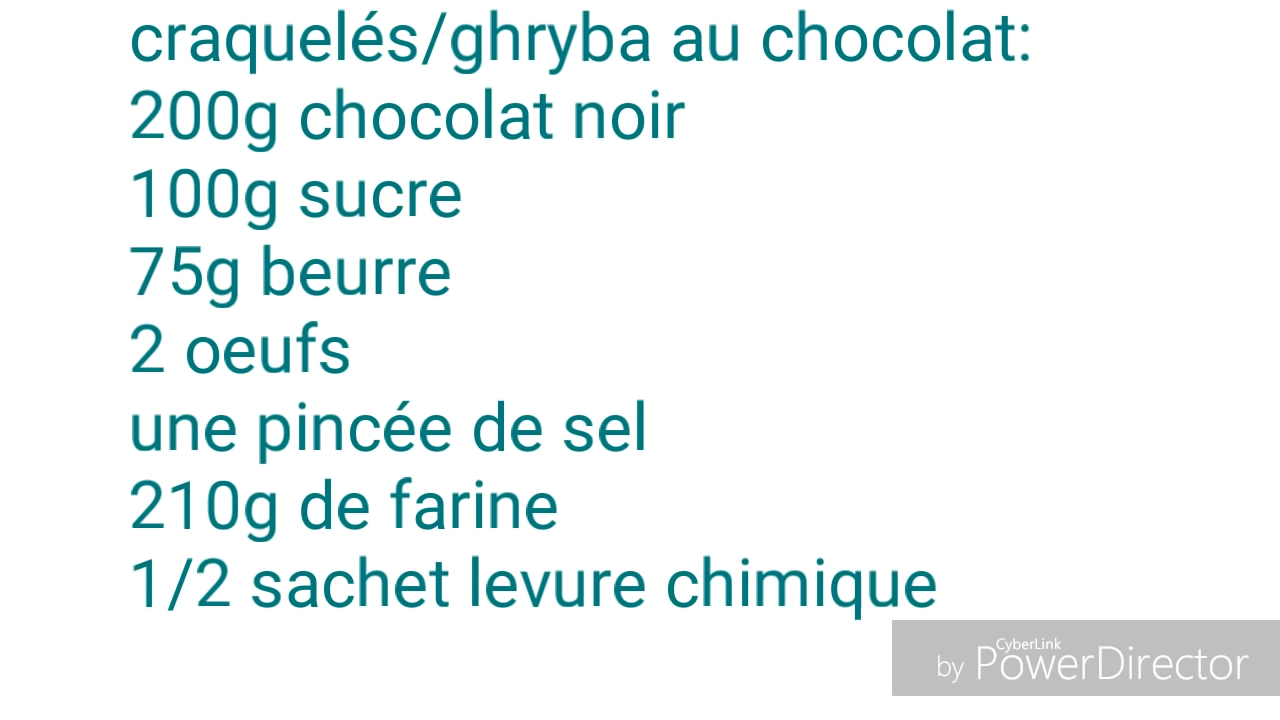 craquelés/ghryba au chocolat:
200g chocolat noir
100g sucre
75g beurre
2 oeufs
une pincée de sel
210g de farine
1/2 sachet levure chimique
CyberLink
by PowerDirector